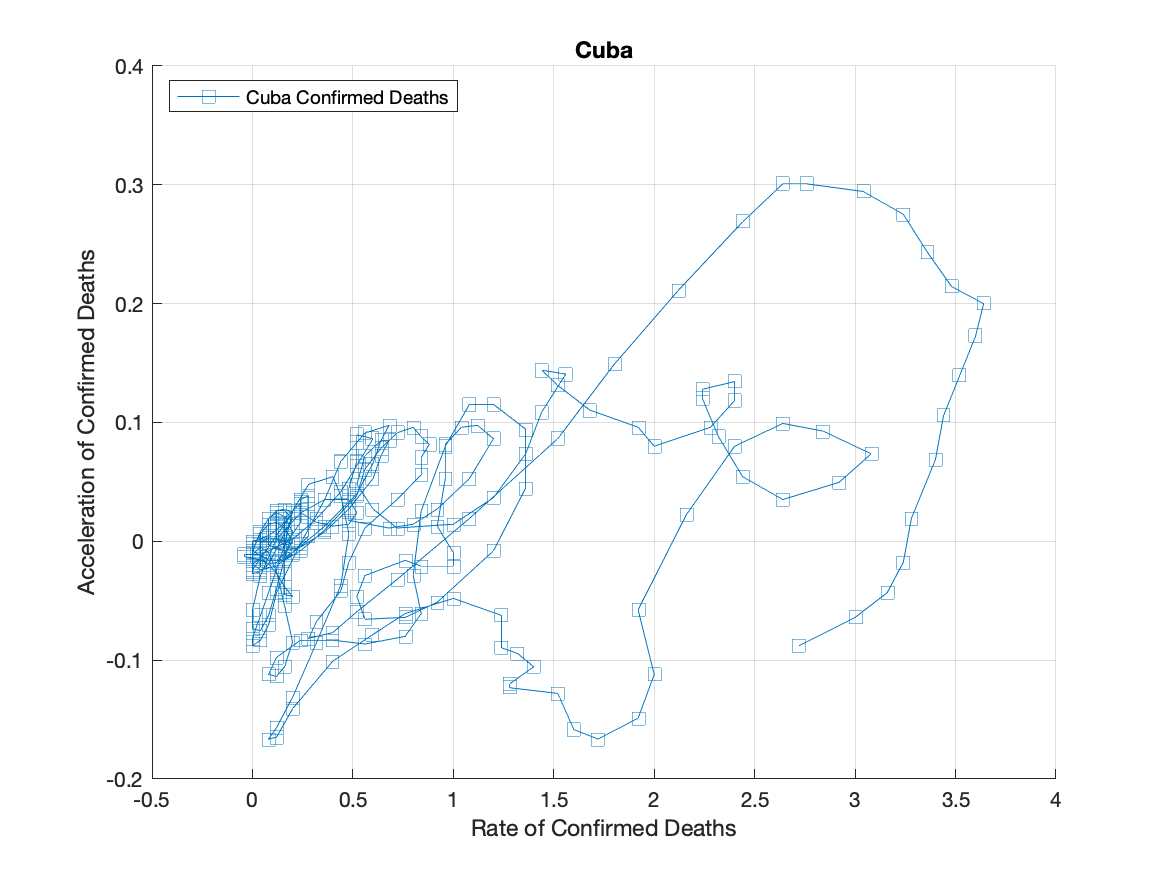 Cuba
0.4
Cuba Confirmed Deaths
0.3
0.2
0.1
0
-0.1
-0.2
Acceleration of Confirmed Deaths
-0.5 0 0.5 1 1.5 2 2.5 3 3.5 4
Rate of Confirmed Deaths